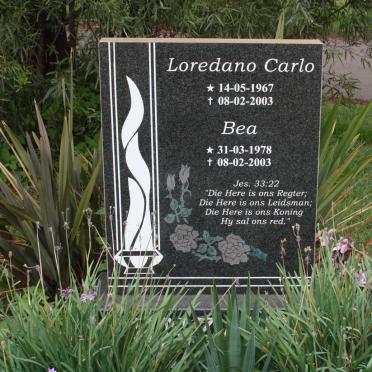 Loredano Carlo
★ 14-05-1967
† 08-02-2003
Bea
★ 31-03-1978
† 08-02-2003
Jes. 33:22
"Die Here is ons Regter;
Die Here is ons Leidsman;
Die Here is ons Koning
Hy sal ons red."